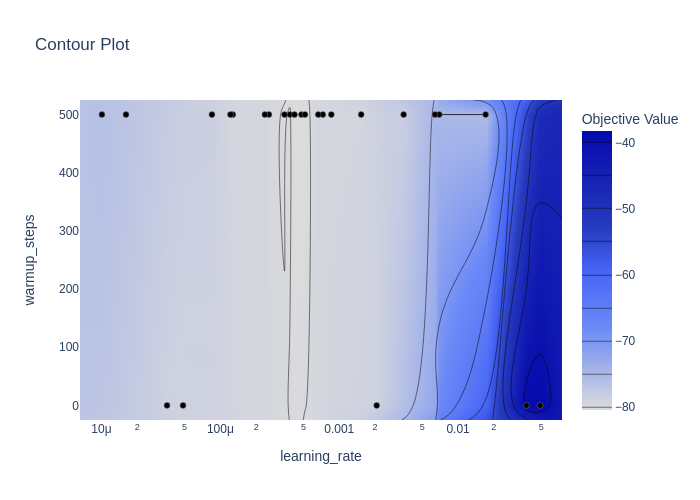 Contour Plot
Objective Value
500
400
300
200
100
0
warmup_steps
10μ 2 5 100μ 2 5 0.001 2 5 0.01 2 5
learning_rate
−40
−50
−60
−70
−80